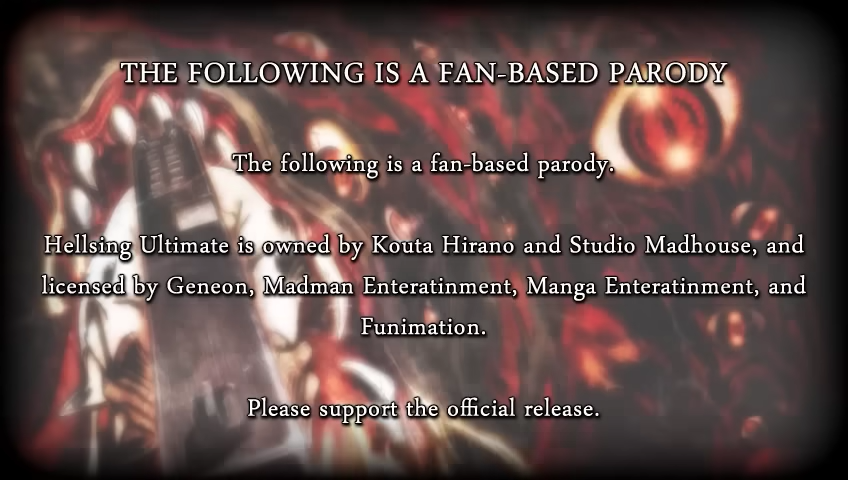 THE FOLLOWING IS A FAN-BASED PARODY
The following is a fan-based parody.
Hellsing Ultimate is owned by Kouta Hirano and Studio Madhouse, and
licensed by Geneon, Madman Enteratinment, Manga Enteratinment, and
Funimation.
Please support the official release.